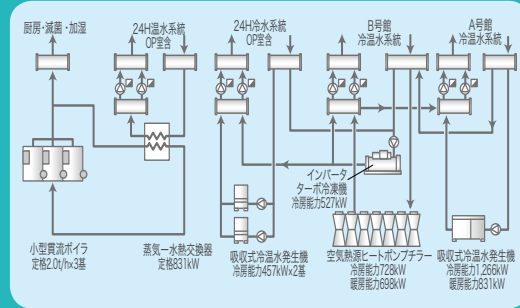 厨房・滅菌・加湿
24H温水系統
OP室含
24H冷水系統
OP室含
B号館
冷温水系統
A号館
冷温水系統
インバータ
ターボ冷凍機
冷房能力527kW
小型貫流ボイラ
定格2.0t/h×3基
蒸気ー水熱交換器
定格831kW
吸収式冷温水発生機
冷房能力457kW×2基
空気熱源ヒートポンプチラー
冷房能力728kW
暖房能力698kW
吸収式冷温水発生機
冷房能力1,266kW
暖房能力831kW